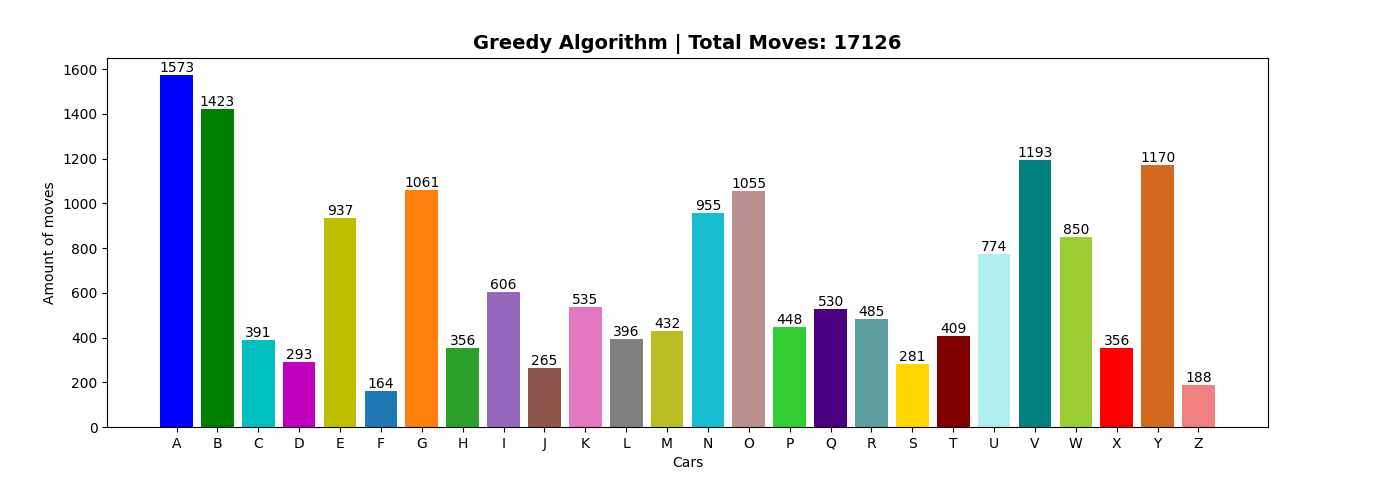 Greedy Algorithm | Total Moves: 17126
Amount of moves
1600
1400
1200
1000
800
600
400
200
0
1573 1423 391 293 937 164 1061 356 606 265 535 396 432 955 1055 448 530 485 281 409 774 1193 850 356 1170 188
A B C D E F G H I J K L M N O P Q R S T U V W X Y Z
Cars